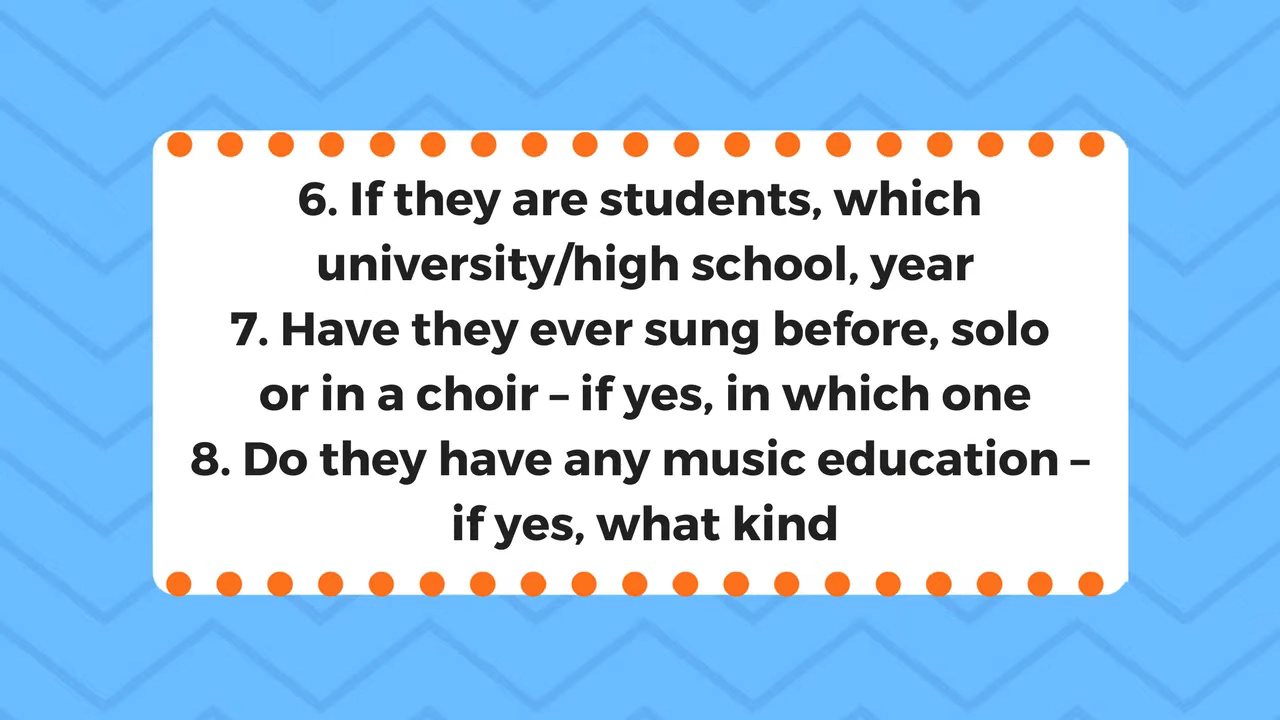 6. If they are students, which
university/high school, year
7. Have they ever sung before, solo
or in a choir – if yes, in which one
8. Do they have any music education –
if yes, what kind